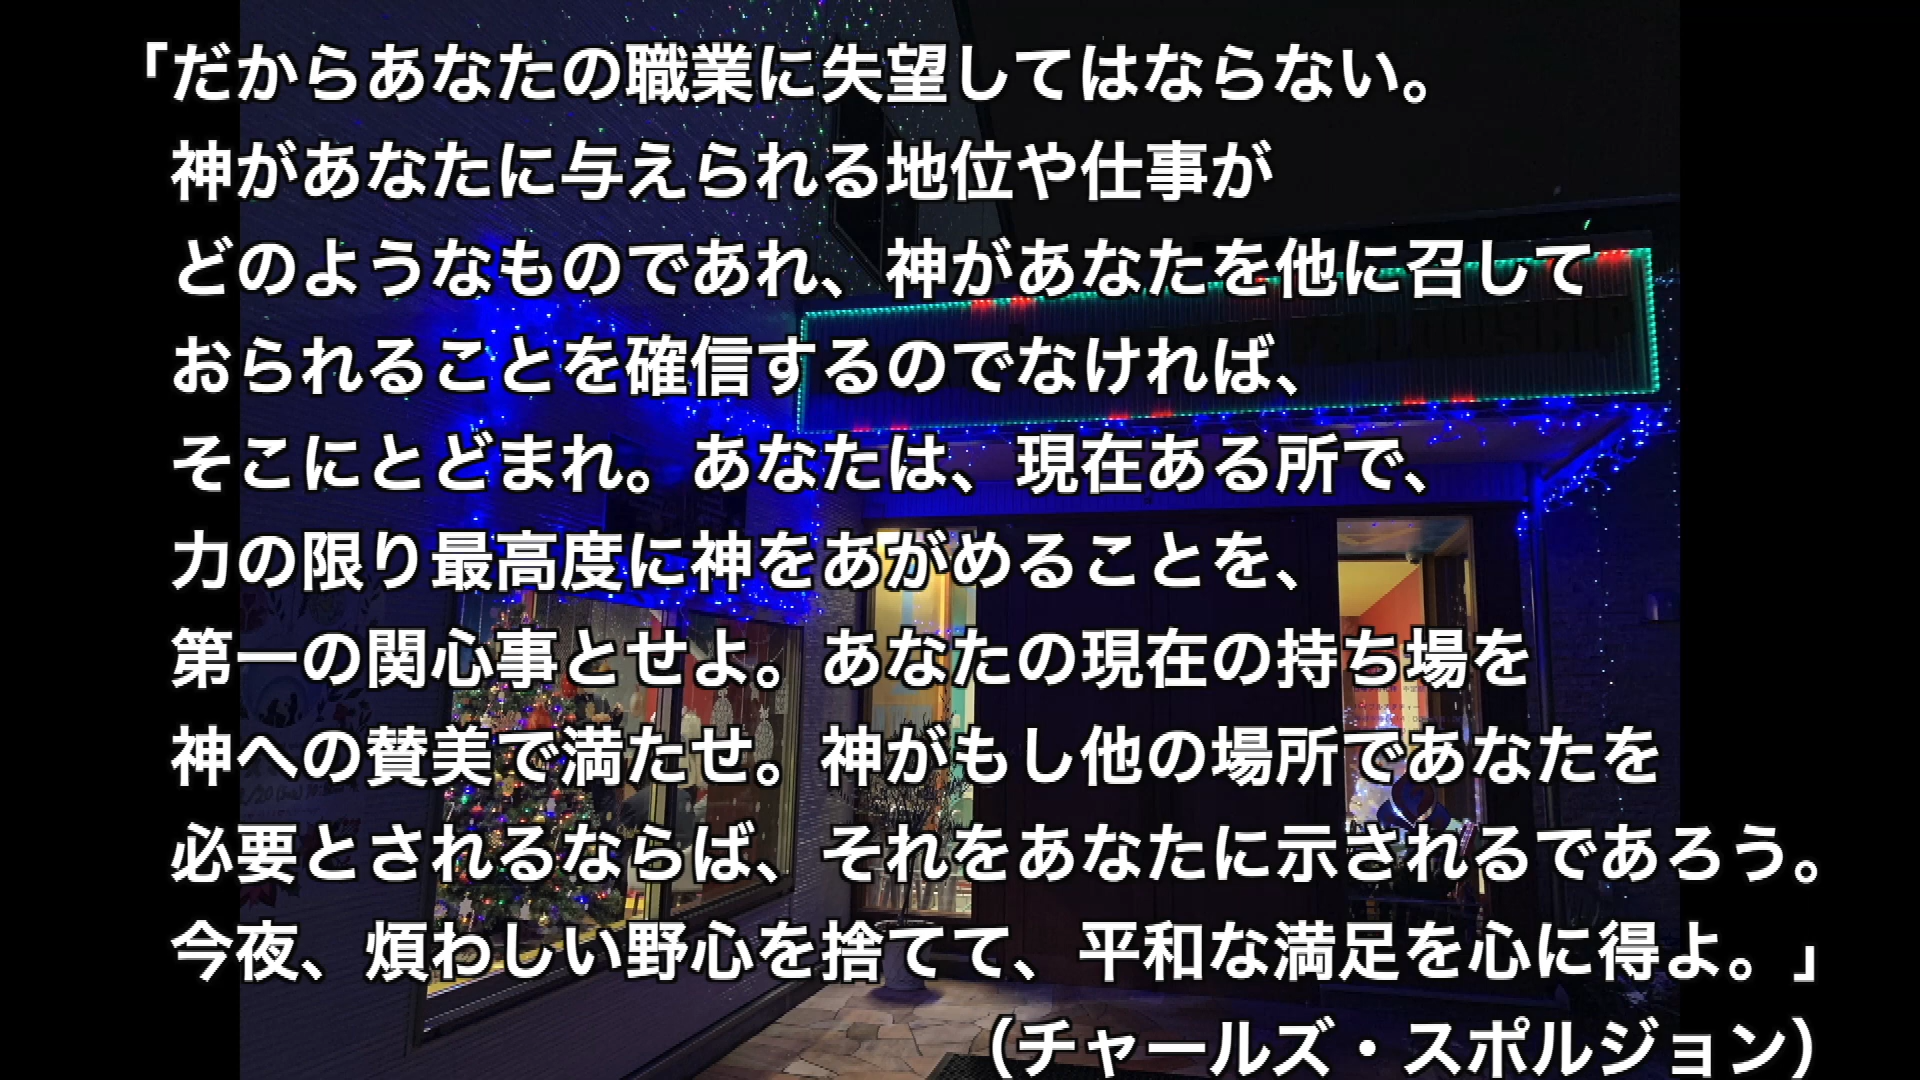 「だからあなたの職業に失望してはならない。
神があなたに与えられる地位や仕事が
どのようなものであれ、神があなたを他に召して
おられることを確信するのでなければ、
そこにとどまれ。あなたは、現在ある所で、
力の限り最高度に神をあがめることを、
第一の関心事とせよ。あなたの現在の持ち場を
神への賛美で満たせ。神がもし他の場所であなたを
必要とされるならば、それをあなたに示されるであろう。
今夜、煩わしい野心を捨てて、平和な満足を心に得よ。」
（チャールズ・スポルジョン）